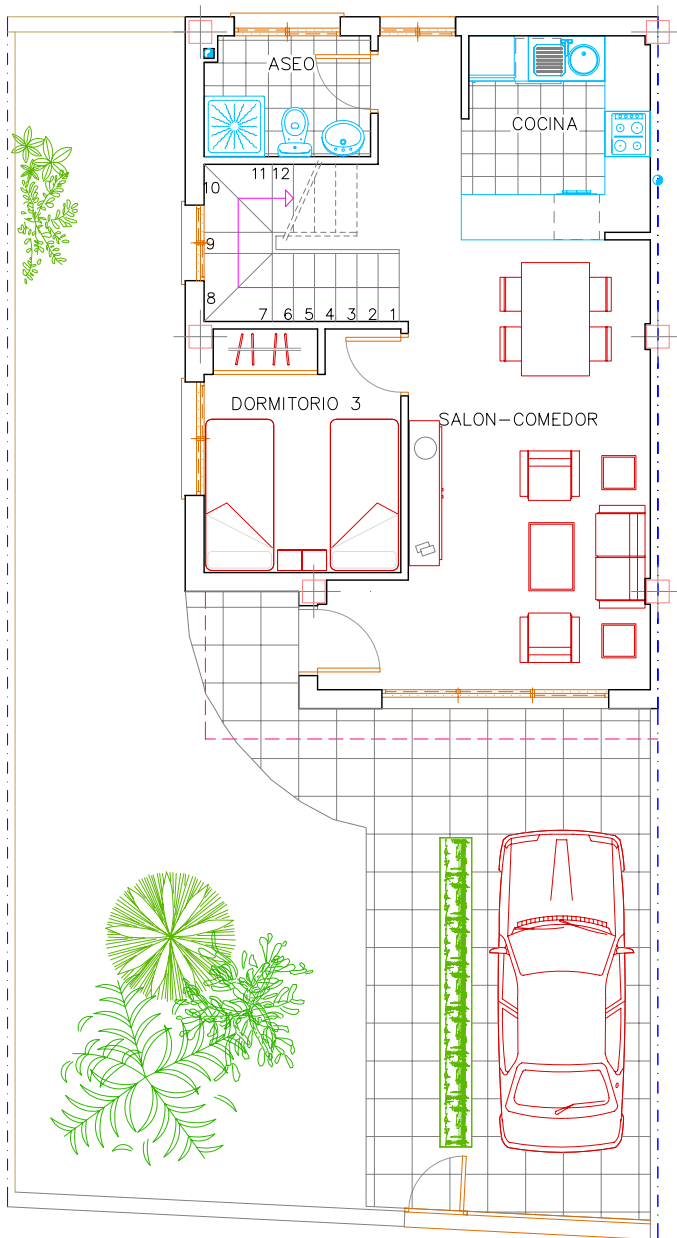 ASEO
COCINA
11 12
10
9
8
7 6 5 4 3 2 1
DORMITORIO 3
SALON-COMEDOR